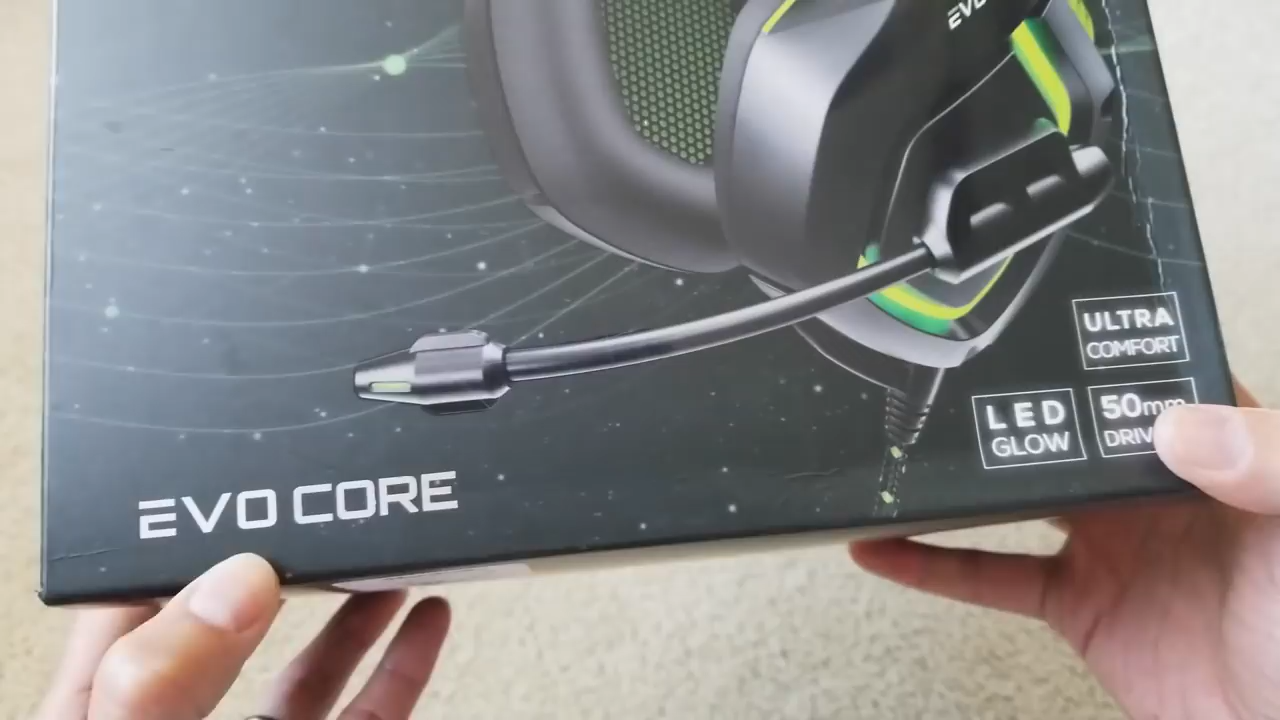 EVO
ULTRA
COMFORT
LED
GLOW
50mm
EVO CORE